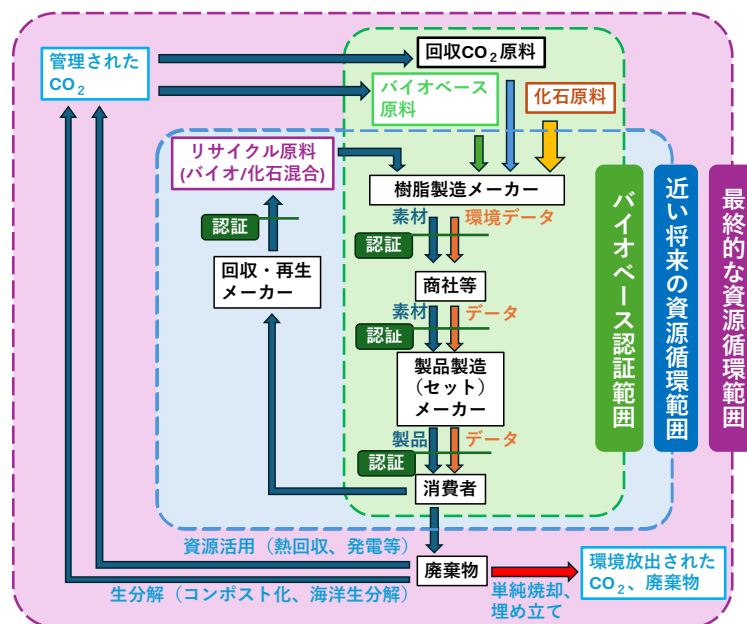 管理された
CO2
回収CO2原料
バイオベース
原料
化石原料
リサイクル原料
(バイオ/化石混合)
樹脂製造メーカー
素材
環境データ
認証
認証
回収・再生
メーカー
商社等
素材
データ
認証
製品製造
（セット）
メーカー
製品
データ
認証
消費者
バイオベース認証範囲
近い将来の資源循環範囲
最終的な資源循環範囲
資源活用（熱回収、発電等）
廃棄物
生分解（コンポスト化、海洋生分解）
単純焼却、
埋め立て
環境放出された
CO2、廃棄物